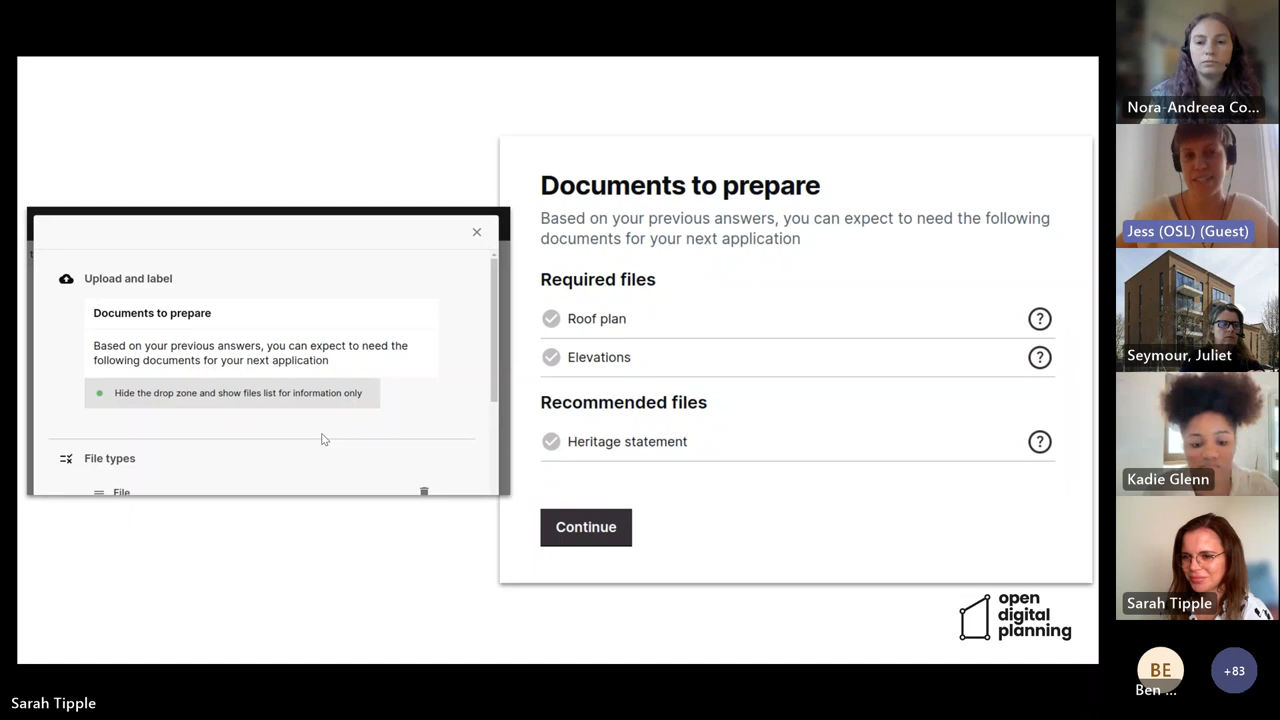 Upload and label
Documents to prepare
Based on your previous answers, you can expect to need the
following documents for your next application
Hide the drop zone and show files list for information only
File types
File
Documents to prepare
Based on your previous answers, you can expect to need the following
documents for your next application
Required files
Roof plan
?
Elevations
?
Recommended files
Heritage statement
?
Continue
open
digital
planning
Sarah Tipple
Nora-Andreea Co...
Jess (OSL) (Guest)
Seymour, Juliet
Kadie Glenn
Sarah Tipple
BE
Ben ...
+83